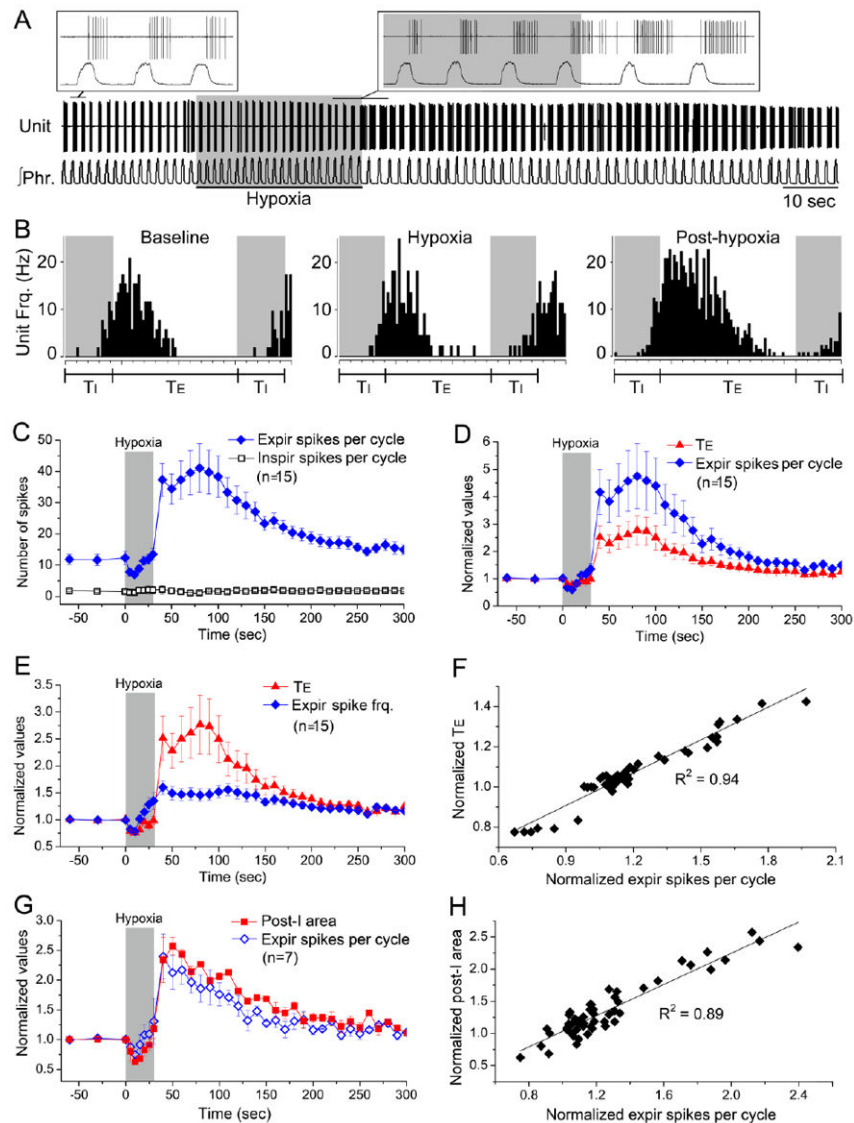 A
Unit
∫Phr.
Hypoxia
10 sec
B
Baseline
Hypoxia
Post-hypoxia
Unit Frq. (Hz)
20
10
0
20
10
0
20
10
0
TI
TE
TI
TI
TE
TI
TI
TE
TI
C
Hypoxia
Expir spikes per cycle
Inspir spikes per cycle
(n=15)
Number of spikes
50
40
30
20
10
0
-50 0 50 100 150 200 250 300
Time (sec)
D
Hypoxia
TE
Expir spikes per cycle
(n=15)
Normalized values
6
5
4
3
2
1
0
-50 0 50 100 150 200 250 300
Time (sec)
E
Hypoxia
TE
Expir spike frq.
(n=15)
Normalized values
3.5
3.0
2.5
2.0
1.5
1.0
0.5
-50 0 50 100 150 200 250 300
Time (sec)
F
Normalized TE
1.4
1.2
1.0
0.8
R² = 0.94
0.6 0.9 1.2 1.5 1.8 2.1
Normalized expir spikes per cycle
G
Hypoxia
Post-I area
Expir spikes per cycle
(n=7)
Normalized values
3.0
2.5
2.0
1.5
1.0
0.5
-50 0 50 100 150 200 250 300
Time (sec)
H
Normalized post-I area
2.5
2.0
1.5
1.0
0.5
R² = 0.89
0.8 1.2 1.6 2.0 2.4
Normalized expir spikes per cycle